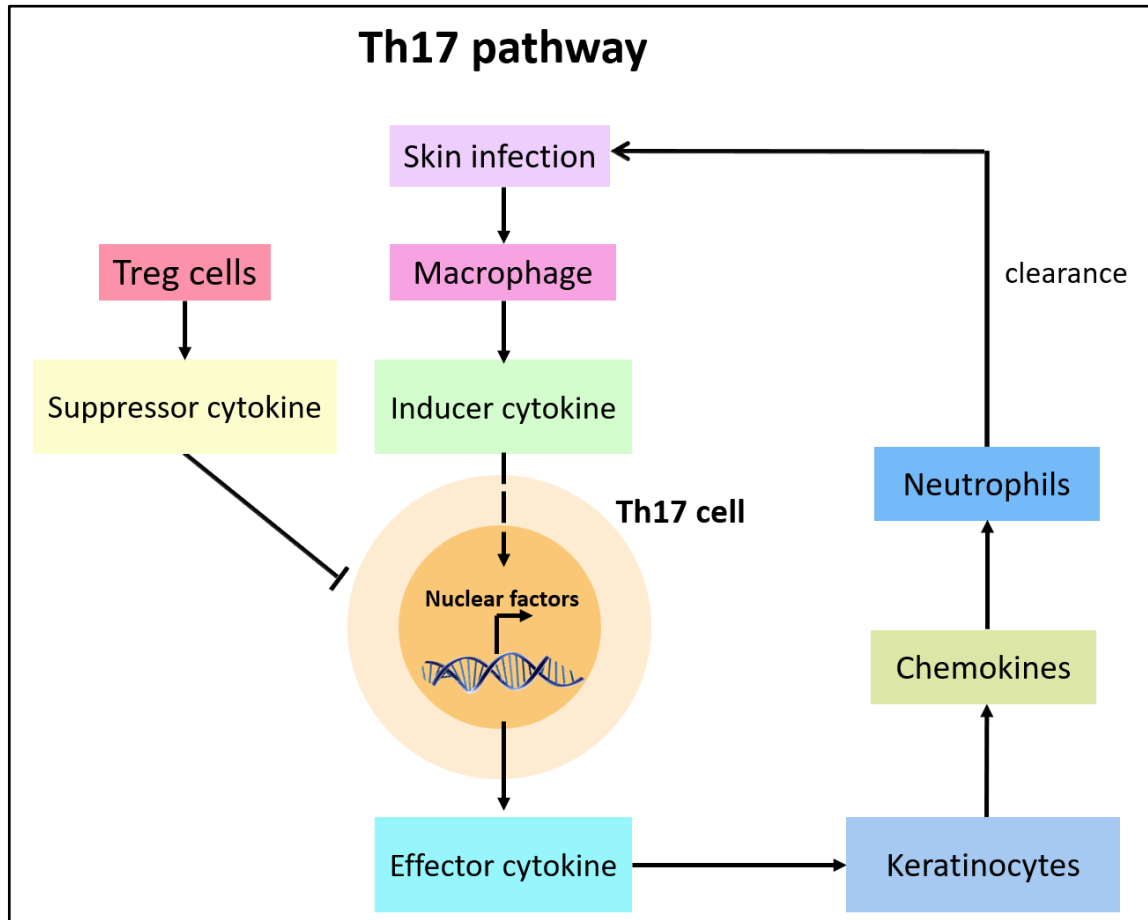 Th17 pathway
Skin infection
Treg cells
Macrophage
clearance
Suppressor cytokine
Inducer cytokine
Neutrophils
Th17 cell
Nuclear factors
Chemokines
Effector cytokine
Keratinocytes